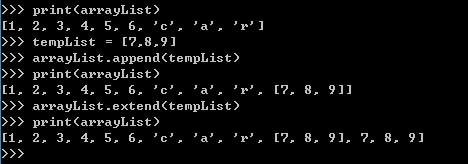 >>> print(arrayList)
[1, 2, 3, 4, 5, 6, 'c', 'a', 'r']
>>> tempList = [7,8,9]
>>> arrayList.append(tempList)
>>> print(arrayList)
[1, 2, 3, 4, 5, 6, 'c', 'a', 'r', [7, 8, 9]]
>>> arrayList.extend(tempList)
>>> print(arrayList)
[1, 2, 3, 4, 5, 6, 'c', 'a', 'r', [7, 8, 9], 7, 8, 9]
>>>